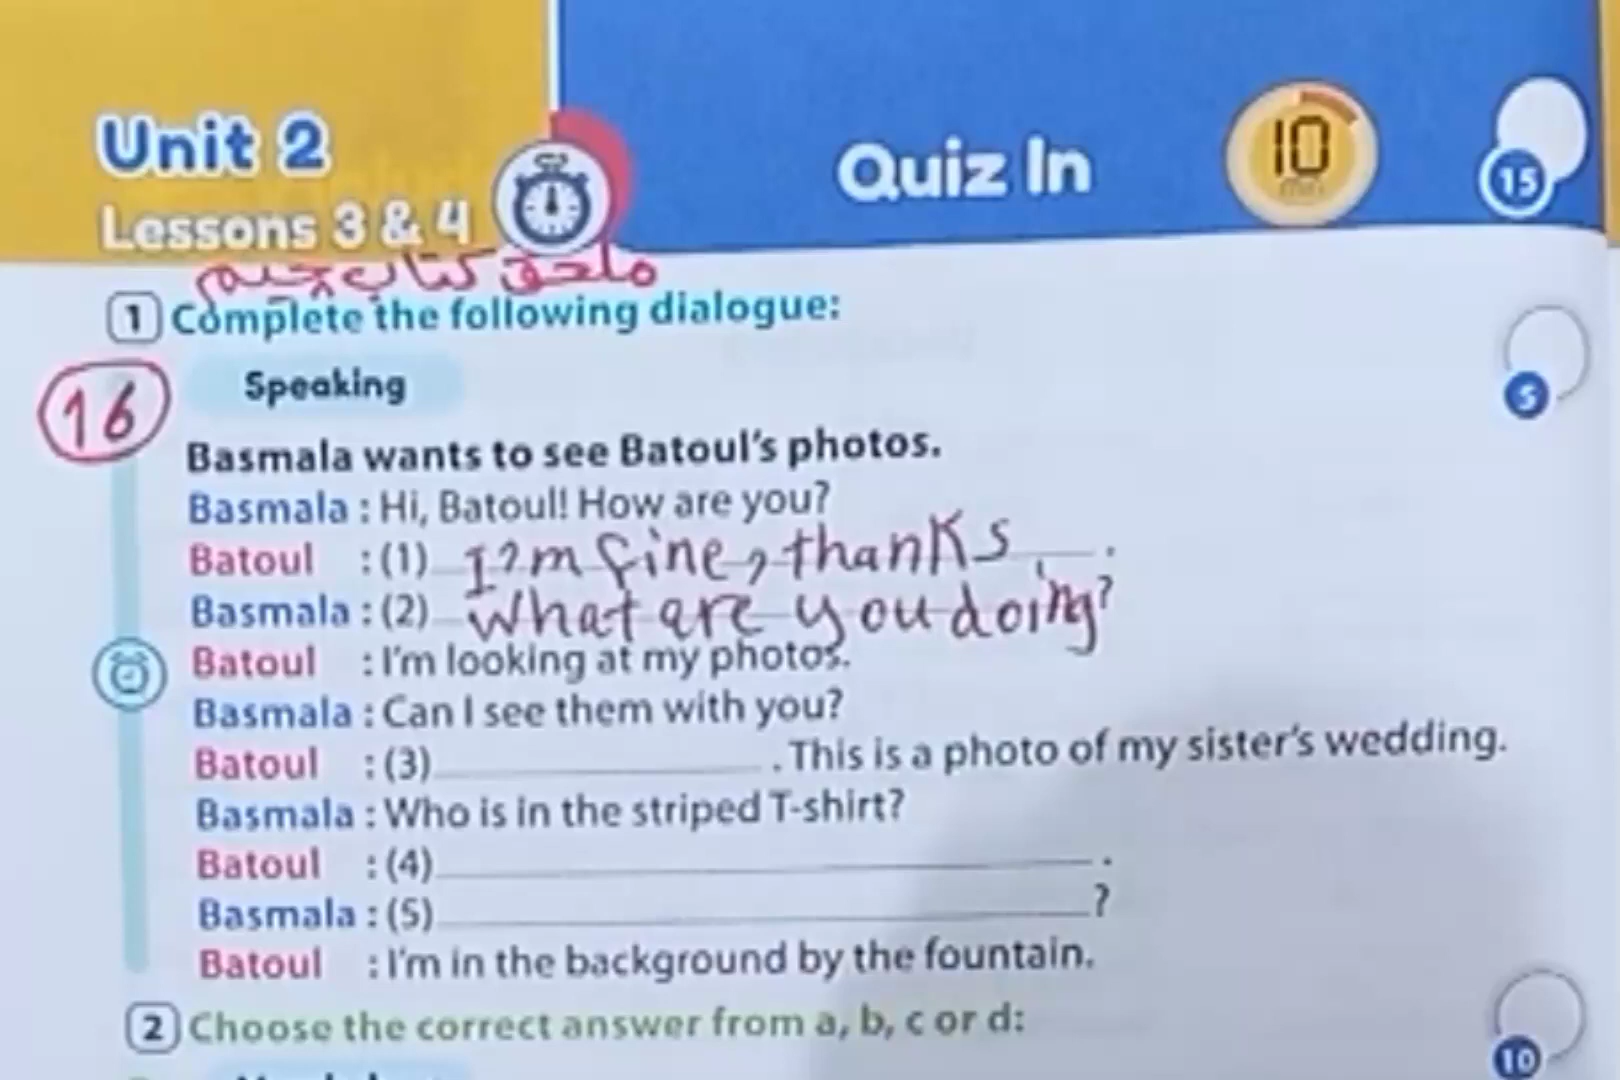 Unit 2
Lessons 3 & 4
Quiz In
10
min
15
ملحق كتاب جيم
1 Complete the following dialogue:
5
16
Speaking
Basmala wants to see Batoul's photos.
Basmala : Hi, Batoul! How are you?
Batoul : (1) I'm fine, thanks.
Basmala : (2) What are you doing?
Batoul : I'm looking at my photos.
Basmala : Can I see them with you?
Batoul : (3) . This is a photo of my sister's wedding.
Basmala : Who is in the striped T-shirt?
Batoul : (4) .
Basmala : (5) ?
Batoul : I'm in the background by the fountain.
2 Choose the correct answer from a, b, c or d:
10